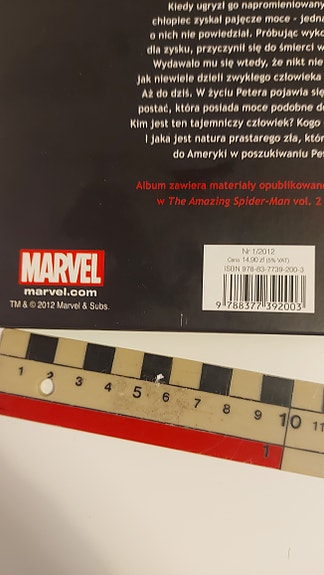 Kiedy ugryzł go napromieniowany
chłopiec zyskał pajęcze moce - jedna
o nich nie powiedział. Próbując wyko
dla zysku, przyczynił się do śmierci w
Wydawało mu się wtedy, że nikt nie
jak niewiele dzieli zwykłego człowieka
Aż do dziś. W życiu Petera pojawia się
postać, która posiada moce podobne do
Kim jest ten tajemniczy człowiek? Kogo
I jaka jest natura prastarego zła, któr
do Ameryki w poszukiwaniu Pe
Album zawiera materiały opublikowane
w The Amazing Spider-Man vol. 2
MARVEL
marvel.com
TM & © 2012 Marvel & Subs.
Nr 1/2012
Cena 14,90 zł (5% VAT)
ISBN 978-83-7739-200-3
9 788377 392003
1 2 3 4 5 6 7 8 9 10 11
1